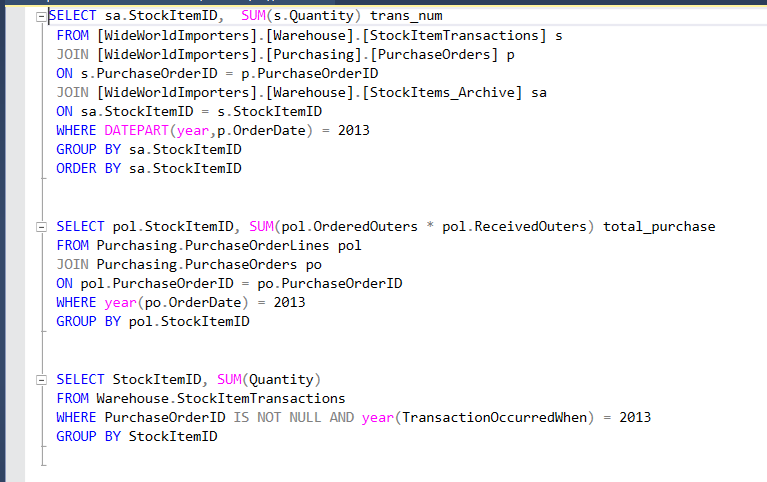 SELECT sa.StockItemID,  SUM(s.Quantity) trans_num
FROM [WideWorldImporters].[Warehouse].[StockItemTransactions] s
JOIN [WideWorldImporters].[Purchasing].[PurchaseOrders] p
ON s.PurchaseOrderID = p.PurchaseOrderID
JOIN [WideWorldImporters].[Warehouse].[StockItems_Archive] sa
ON sa.StockItemID = s.StockItemID
WHERE DATEPART(year,p.OrderDate) = 2013
GROUP BY sa.StockItemID
ORDER BY sa.StockItemID
SELECT pol.StockItemID, SUM(pol.OrderedOuters * pol.ReceivedOuters) total_purchase
FROM Purchasing.PurchaseOrderLines pol
JOIN Purchasing.PurchaseOrders po
ON pol.PurchaseOrderID = po.PurchaseOrderID
WHERE year(po.OrderDate) = 2013
GROUP BY pol.StockItemID
SELECT StockItemID, SUM(Quantity)
FROM Warehouse.StockItemTransactions
WHERE PurchaseOrderID IS NOT NULL AND year(TransactionOccurredWhen) = 2013
GROUP BY StockItemID